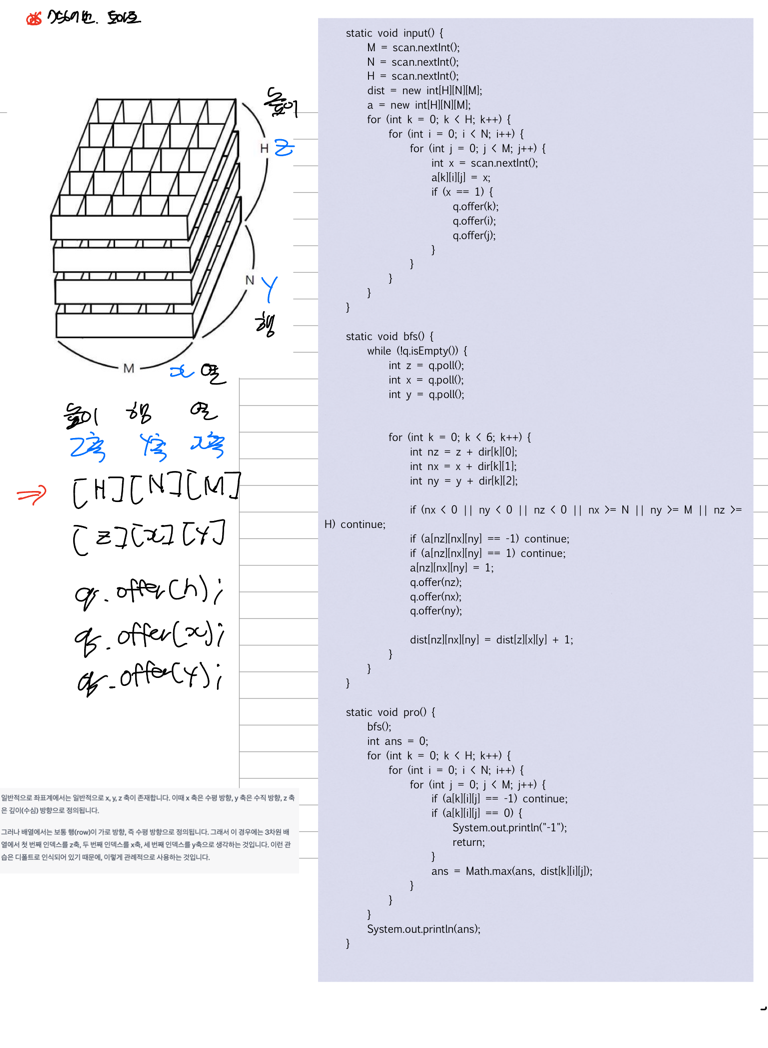 7569번. 토마토
높이
H Z
N Y
행
M x 열
높이 행 열
Z축 Y축 x축
⇒ [H][N][M]
[z][x][y]
q.offer(h);
q.offer(x);
q.offer(y);
일반적으로 좌표계에서는 일반적으로 x, y, z 축이 존재합니다. 이때 x 축은 수평 방향, y 축은 수직 방향, z 축
은 깊이(수심) 방향으로 정의됩니다.
그러나 배열에서는 보통 행(row)이 가로 방향, 즉 수평 방향으로 정의됩니다. 그래서 이 경우에는 3차원 배
열에서 첫 번째 인덱스를 z축, 두 번째 인덱스를 x축, 세 번째 인덱스를 y축으로 생각하는 것입니다. 이런 관
습은 디폴트로 인식되어 있기 때문에, 이렇게 관례적으로 사용하는 것입니다.
static void input() {
M = scan.nextInt();
N = scan.nextInt();
H = scan.nextInt();
dist = new int[H][N][M];
a = new int[H][N][M];
for (int k = 0; k < H; k++) {
for (int i = 0; i < N; i++) {
for (int j = 0; j < M; j++) {
int x = scan.nextInt();
a[k][i][j] = x;
if (x == 1) {
q.offer(k);
q.offer(i);
q.offer(j);
}
}
}
}
}
static void bfs() {
while (!q.isEmpty()) {
int z = q.poll();
int x = q.poll();
int y = q.poll();
for (int k = 0; k < 6; k++) {
int nz = z + dir[k][0];
int nx = x + dir[k][1];
int ny = y + dir[k][2];
if (nx < 0 || ny < 0 || nz < 0 || nx >= N || ny >= M || nz >=
H) continue;
if (a[nz][nx][ny] == -1) continue;
if (a[nz][nx][ny] == 1) continue;
a[nz][nx][ny] = 1;
q.offer(nz);
q.offer(nx);
q.offer(ny);
dist[nz][nx][ny] = dist[z][x][y] + 1;
}
}
}
static void pro() {
bfs();
int ans = 0;
for (int k = 0; k < H; k++) {
for (int i = 0; i < N; i++) {
for (int j = 0; j < M; j++) {
if (a[k][i][j] == -1) continue;
if (a[k][i][j] == 0) {
System.out.println("-1");
return;
}
ans = Math.max(ans, dist[k][i][j]);
}
}
}
System.out.println(ans);
}